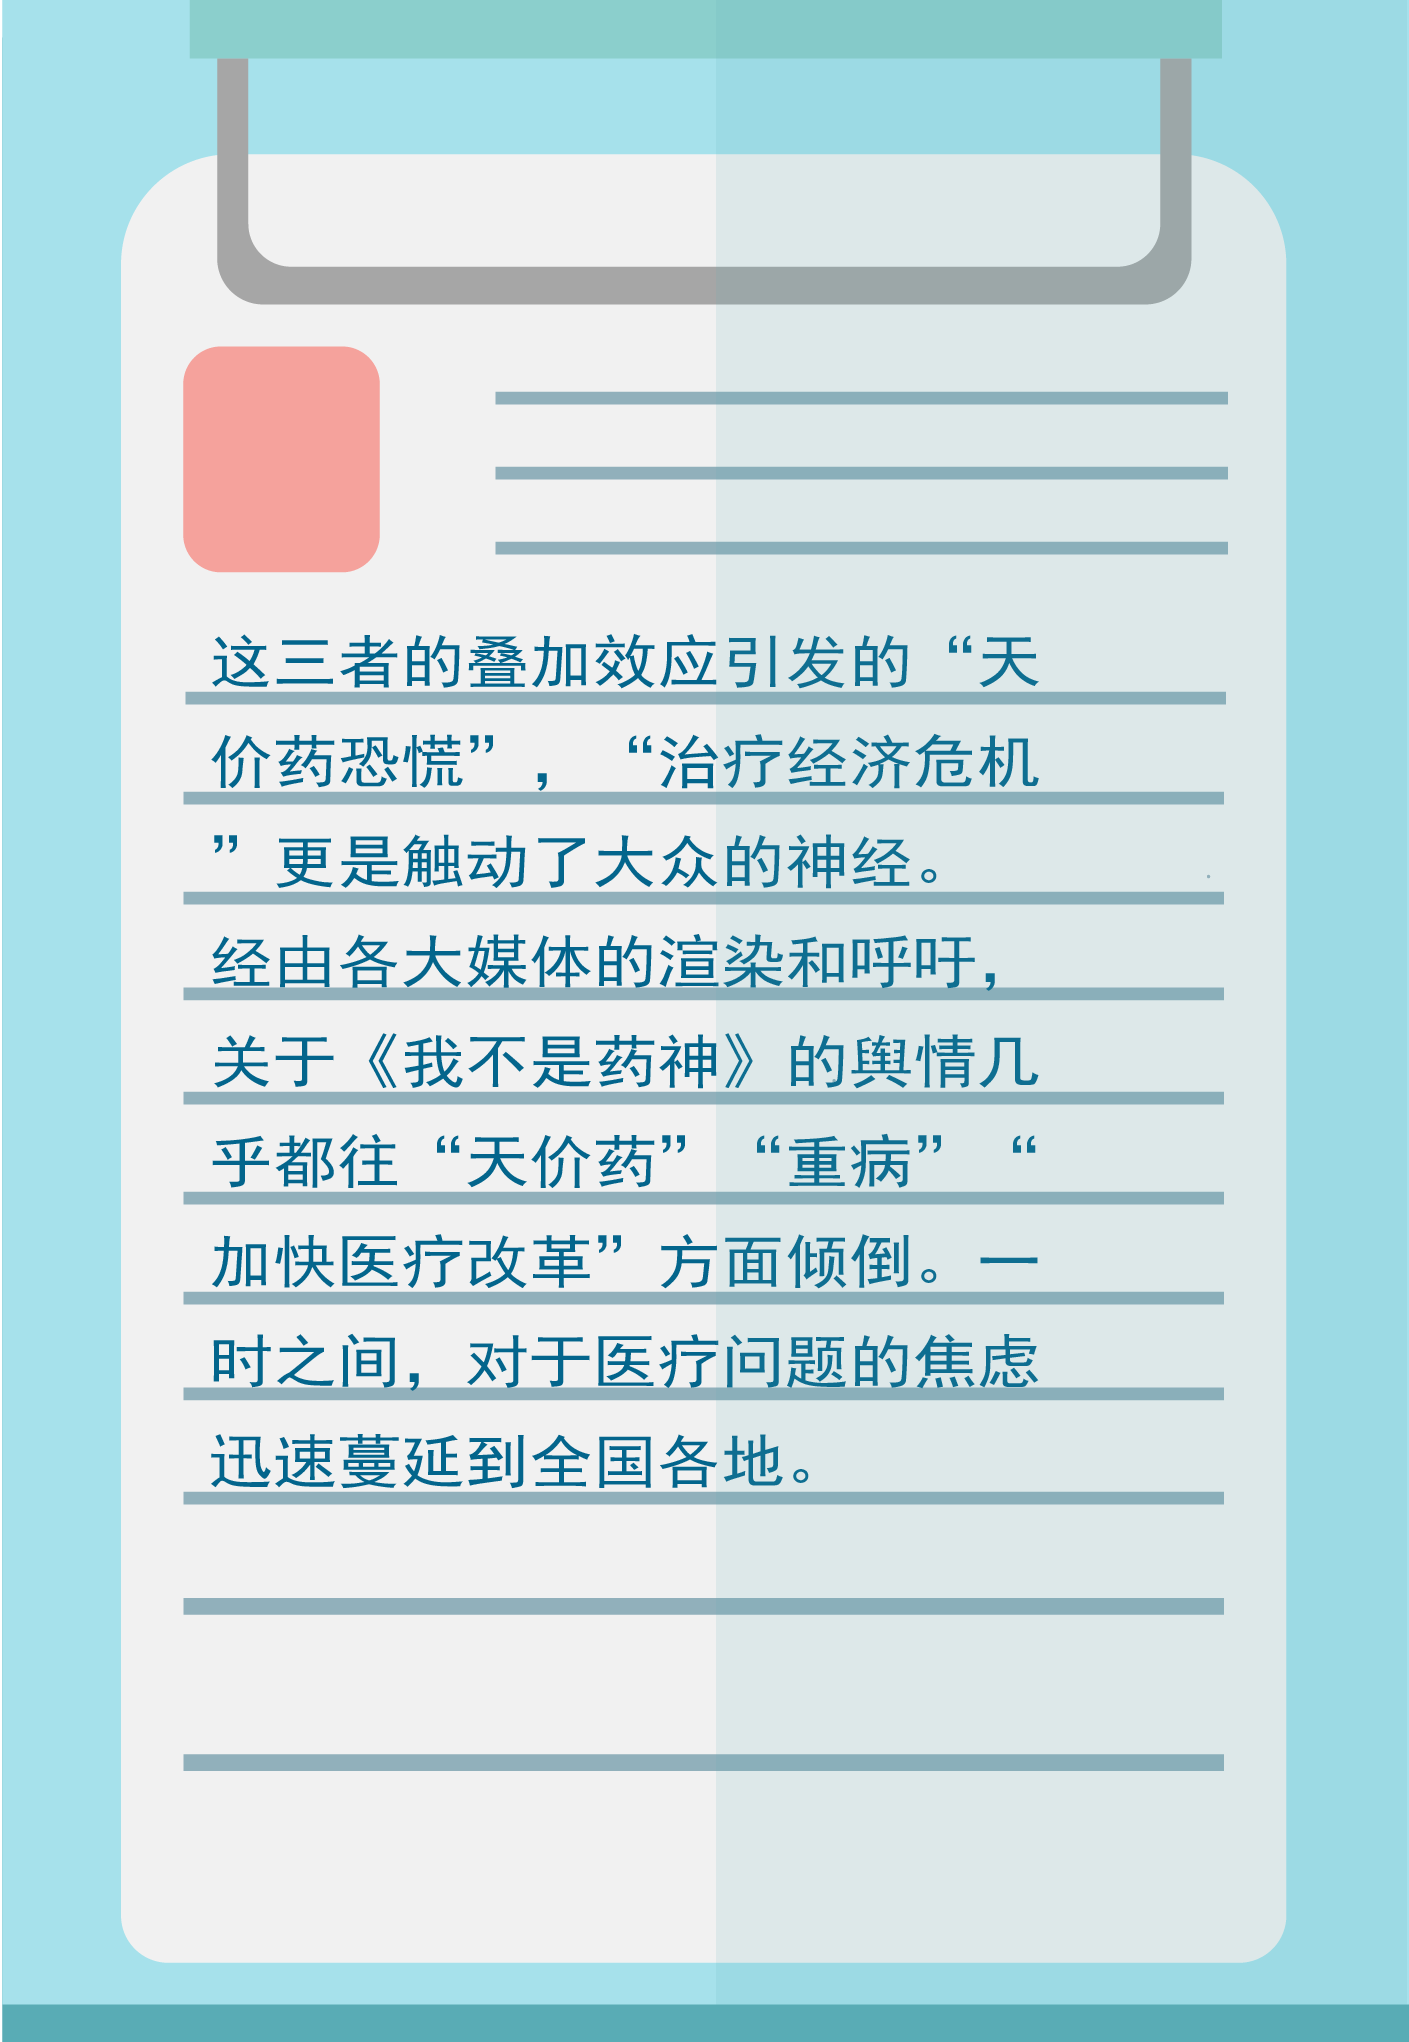 这三者的叠加效应引发的“天
价药恐慌”，“治疗经济危机
”更是触动了大众的神经。
经由各大媒体的渲染和呼吁，
关于《我不是药神》的舆情几
乎都往“天价药”“重病”“
加快医疗改革”方面倾倒。一
时之间，对于医疗问题的焦虑
迅速蔓延到全国各地。